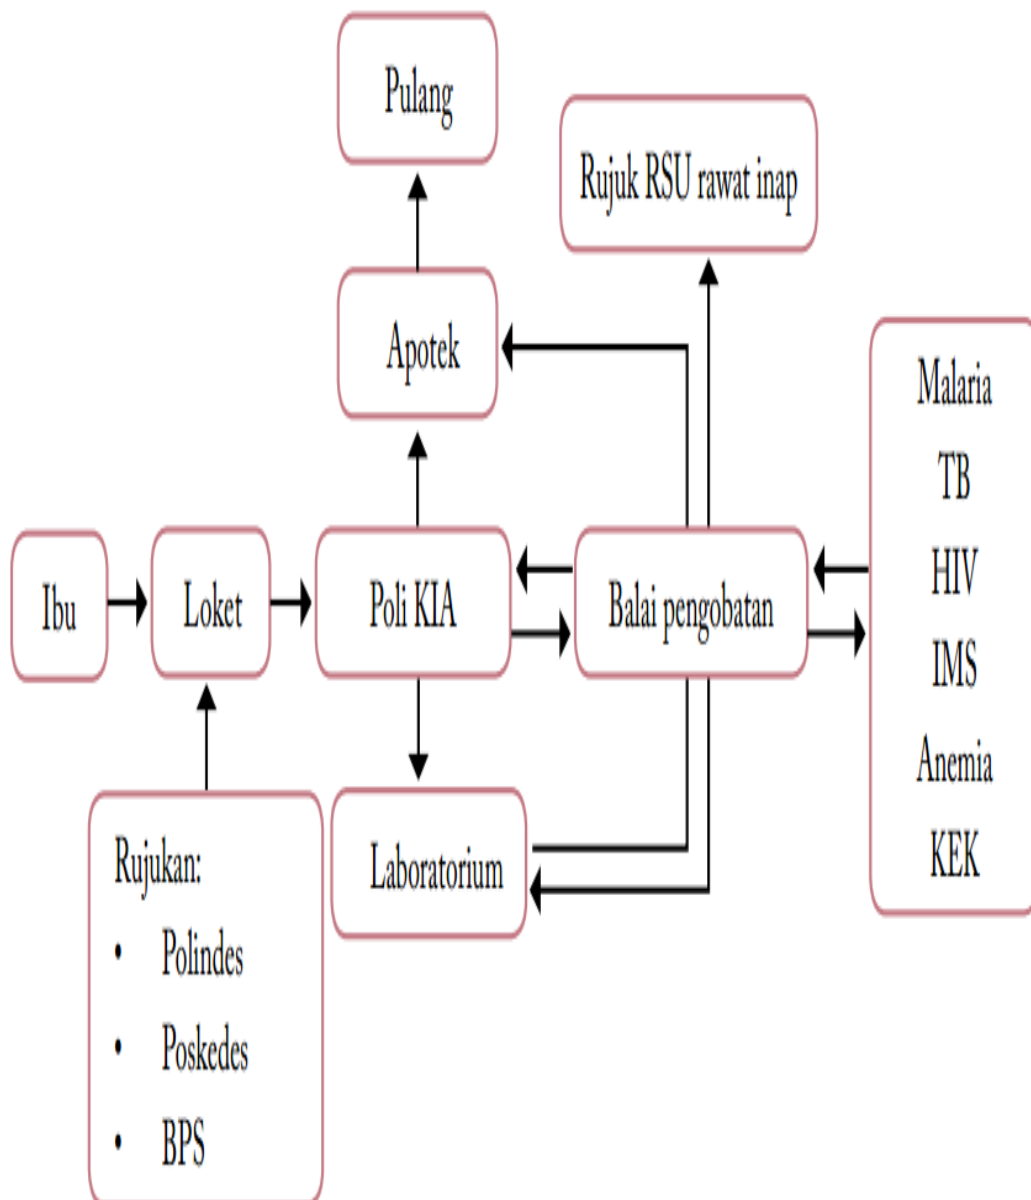 Pulang
Rujuk RSU rawat inap
Apotek
Ibu
Loket
Poli KIA
Balai pengobatan
Malaria
TB
HIV
IMS
Anemia
KEK
Laboratorium
Rujukan:
• Polindes
• Poskedes
• BPS